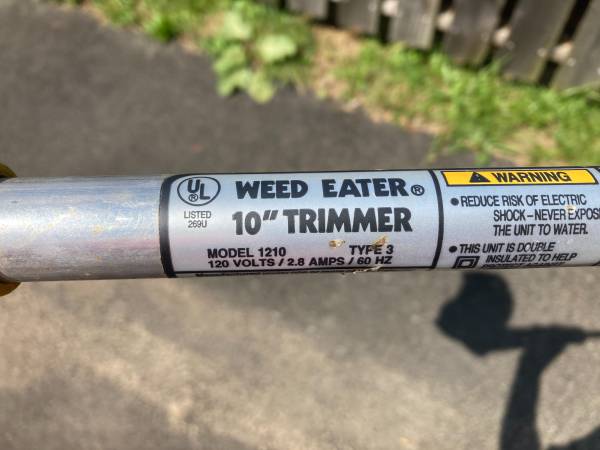 UL®
LISTED
269U
WEED EATER®
10" TRIMMER
MODEL 1210 TYPE 3
120 VOLTS / 2.8 AMPS / 60 HZ
WARNING
• REDUCE RISK OF ELECTRIC
SHOCK – NEVER EXPOSE
THE UNIT TO WATER.
• THIS UNIT IS DOUBLE
INSULATED TO HELP